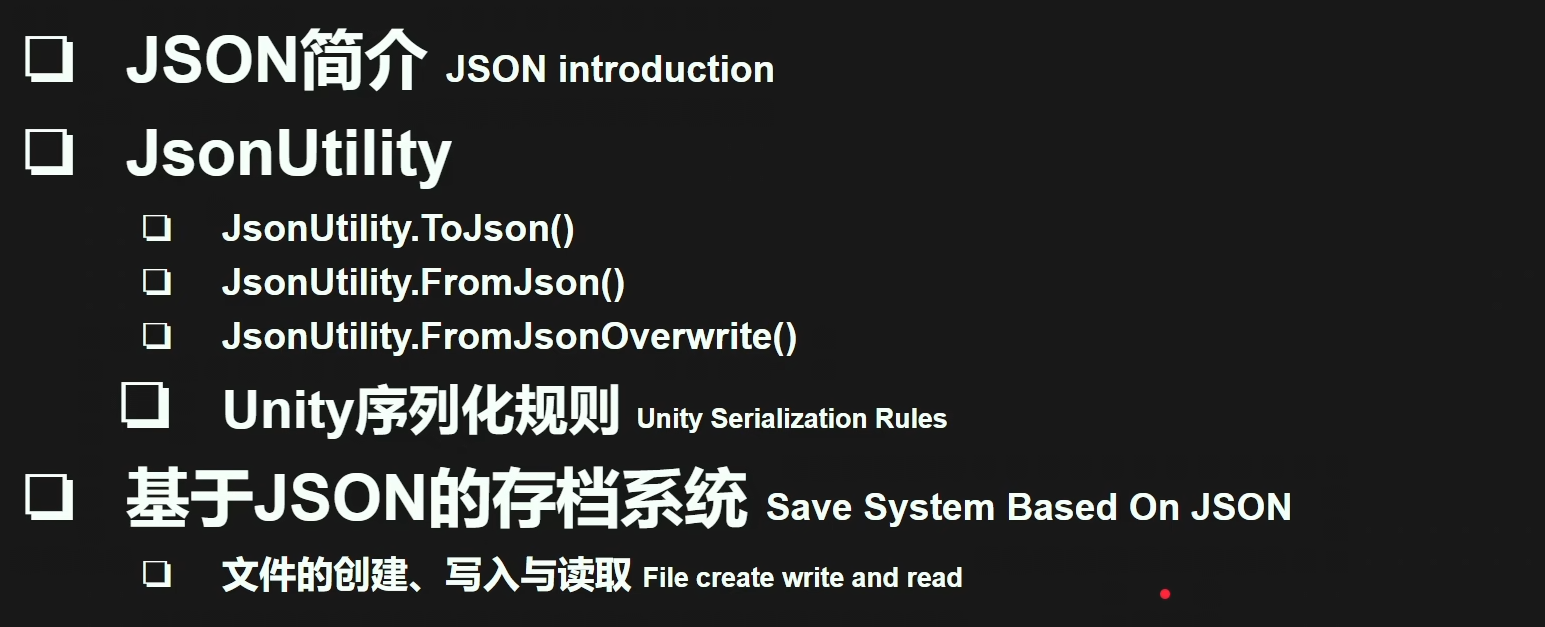 ❏ JSON简介 JSON introduction
❏ JsonUtility
❏ JsonUtility.ToJson()
❏ JsonUtility.FromJson()
❏ JsonUtility.FromJsonOverwrite()
❏ Unity序列化规则 Unity Serialization Rules
❏ 基于JSON的存档系统 Save System Based On JSON
❏ 文件的创建、写入与读取 File create write and read